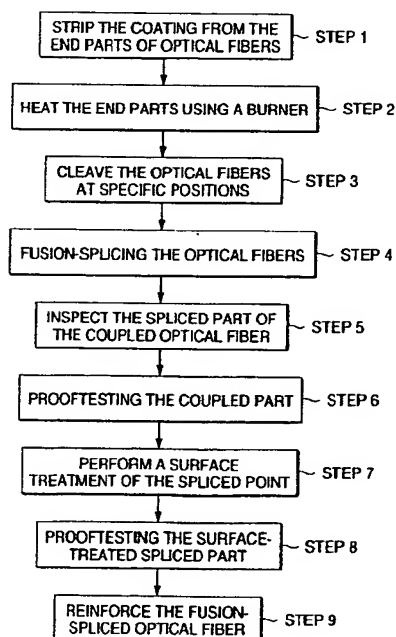 STRIP THE COATING FROM THE
END PARTS OF OPTICAL FIBERS
STEP 1
HEAT THE END PARTS USING A BURNER
STEP 2
CLEAVE THE OPTICAL FIBERS
AT SPECIFIC POSITIONS
STEP 3
FUSION-SPLICING THE OPTICAL FIBERS
STEP 4
INSPECT THE SPLICED PART OF
THE COUPLED OPTICAL FIBER
STEP 5
PROOFTESTING THE COUPLED PART
STEP 6
PERFORM A SURFACE
TREATMENT OF THE SPLICED POINT
STEP 7
PROOFTESTING THE SURFACE-
TREATED SPLICED PART
STEP 8
REINFORCE THE FUSION-
SPLICED OPTICAL FIBER
STEP 9